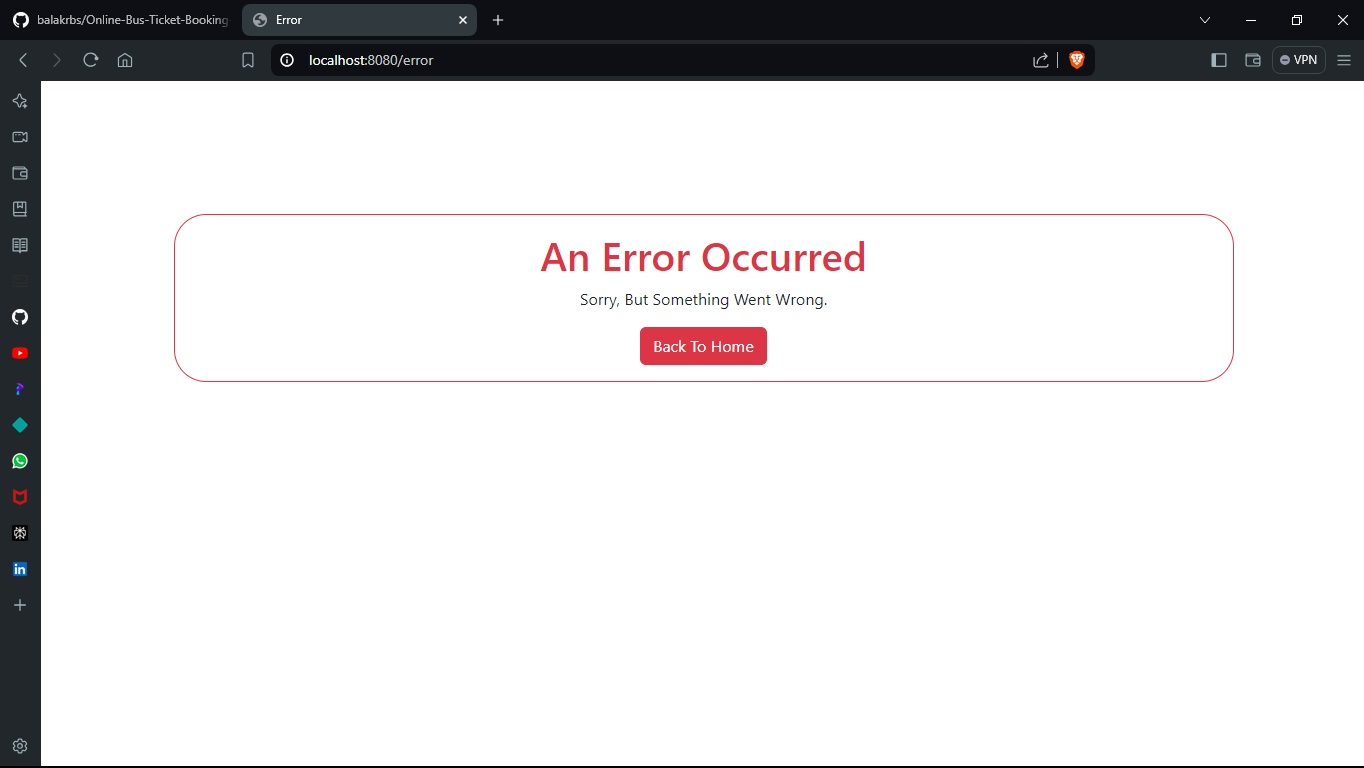 balakrbs/Online-Bus-Ticket-Booking
Error
localhost:8080/error
VPN
An Error Occurred
Sorry, But Something Went Wrong.
Back To Home
in